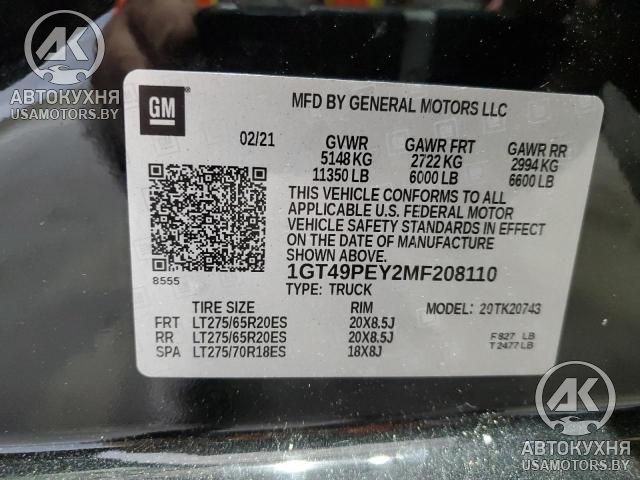 АВТОКУХНЯ
USAMOTORS.BY
GM
MFD BY GENERAL MOTORS LLC
02/21
GVWR GAWR FRT GAWR RR
5148 KG 2722 KG 2994 KG
11350 LB 6000 LB 6600 LB
THIS VEHICLE CONFORMS TO ALL
APPLICABLE U.S. FEDERAL MOTOR
VEHICLE SAFETY STANDARDS IN EFFECT
ON THE DATE OF MANUFACTURE
SHOWN ABOVE.
1GT49PEY2MF208110
8555
TYPE: TRUCK
TIRE SIZE RIM MODEL: 20TK20743
FRT LT275/65R20ES 20X8.5J
RR LT275/65R20ES 20X8.5J F 827 LB
SPA LT275/70R18ES 18X8J T 2477 LB
AK
АВТОКУХНЯ
USAMOTORS.BY